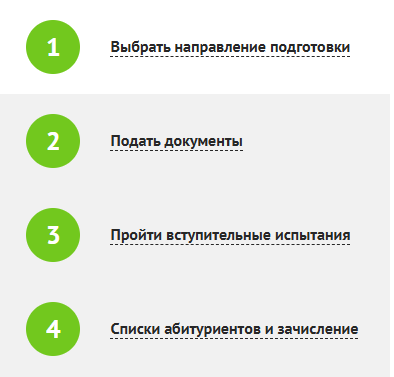 1 Выбрать направление подготовки
2 Подать документы
3 Пройти вступительные испытания
4 Списки абитуриентов и зачисление